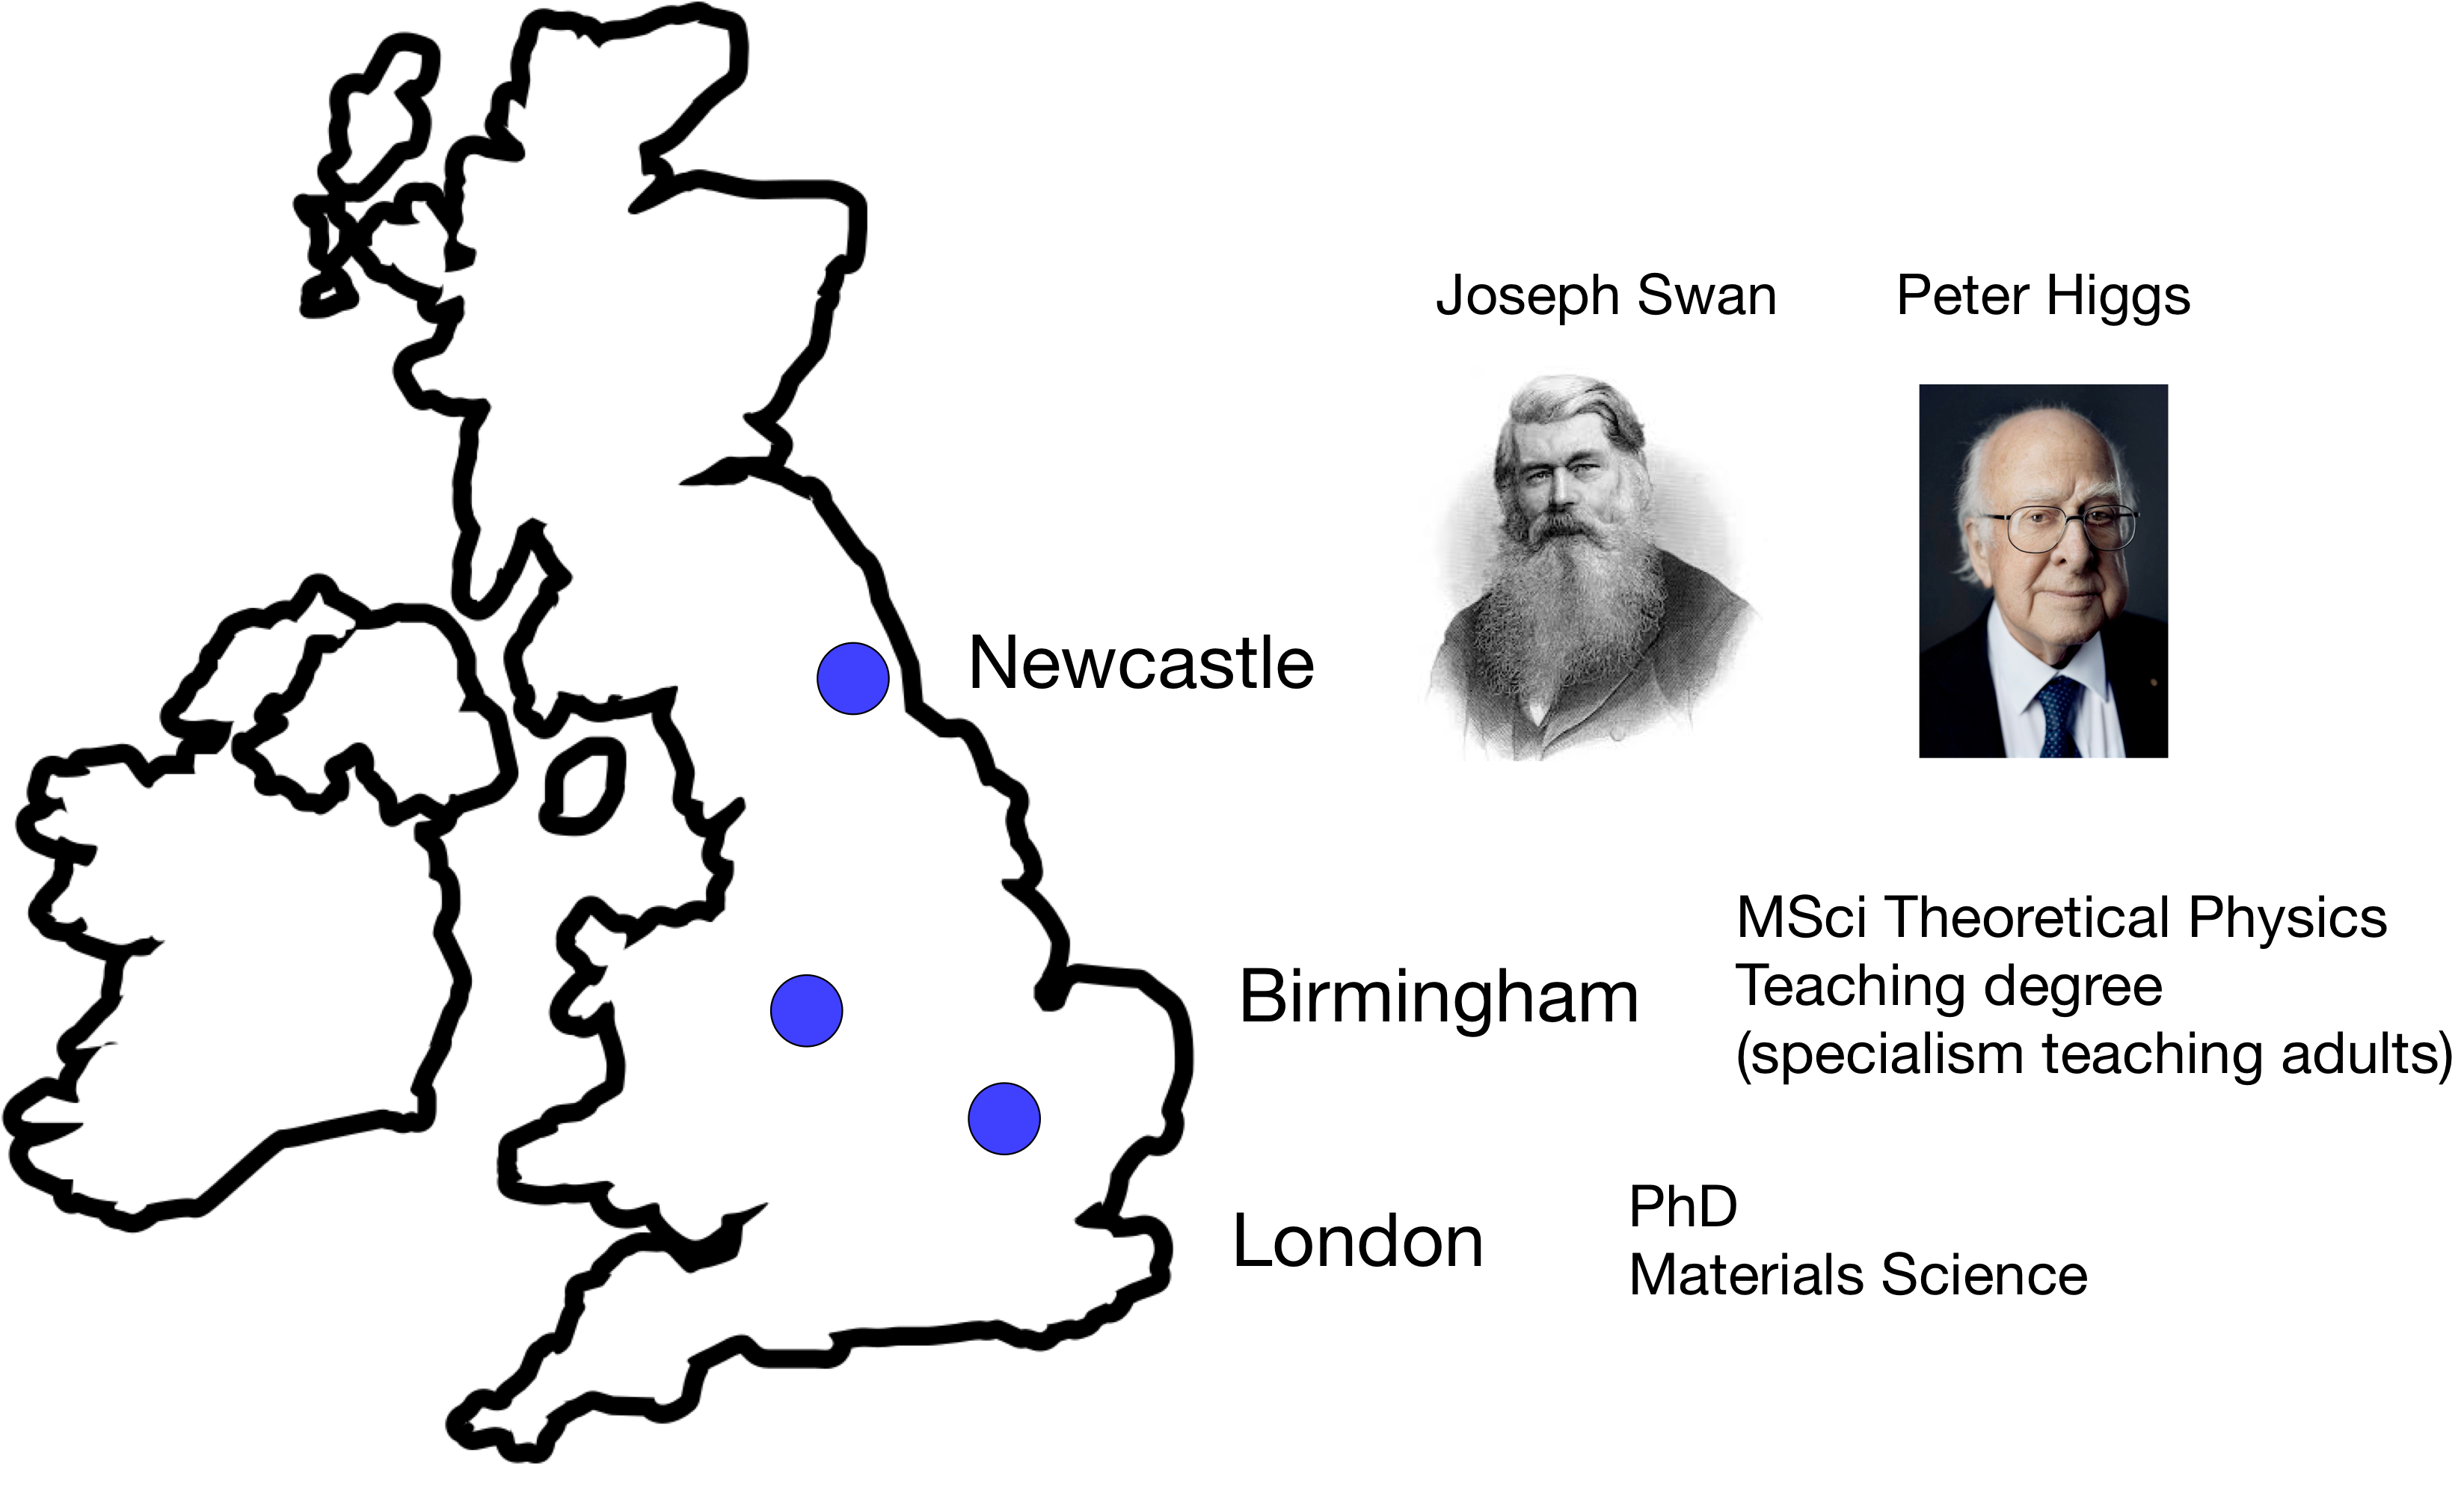 Joseph Swan
Peter Higgs
Newcastle
Birmingham
MSci Theoretical Physics
Teaching degree
(specialism teaching adults)
London
PhD
Materials Science